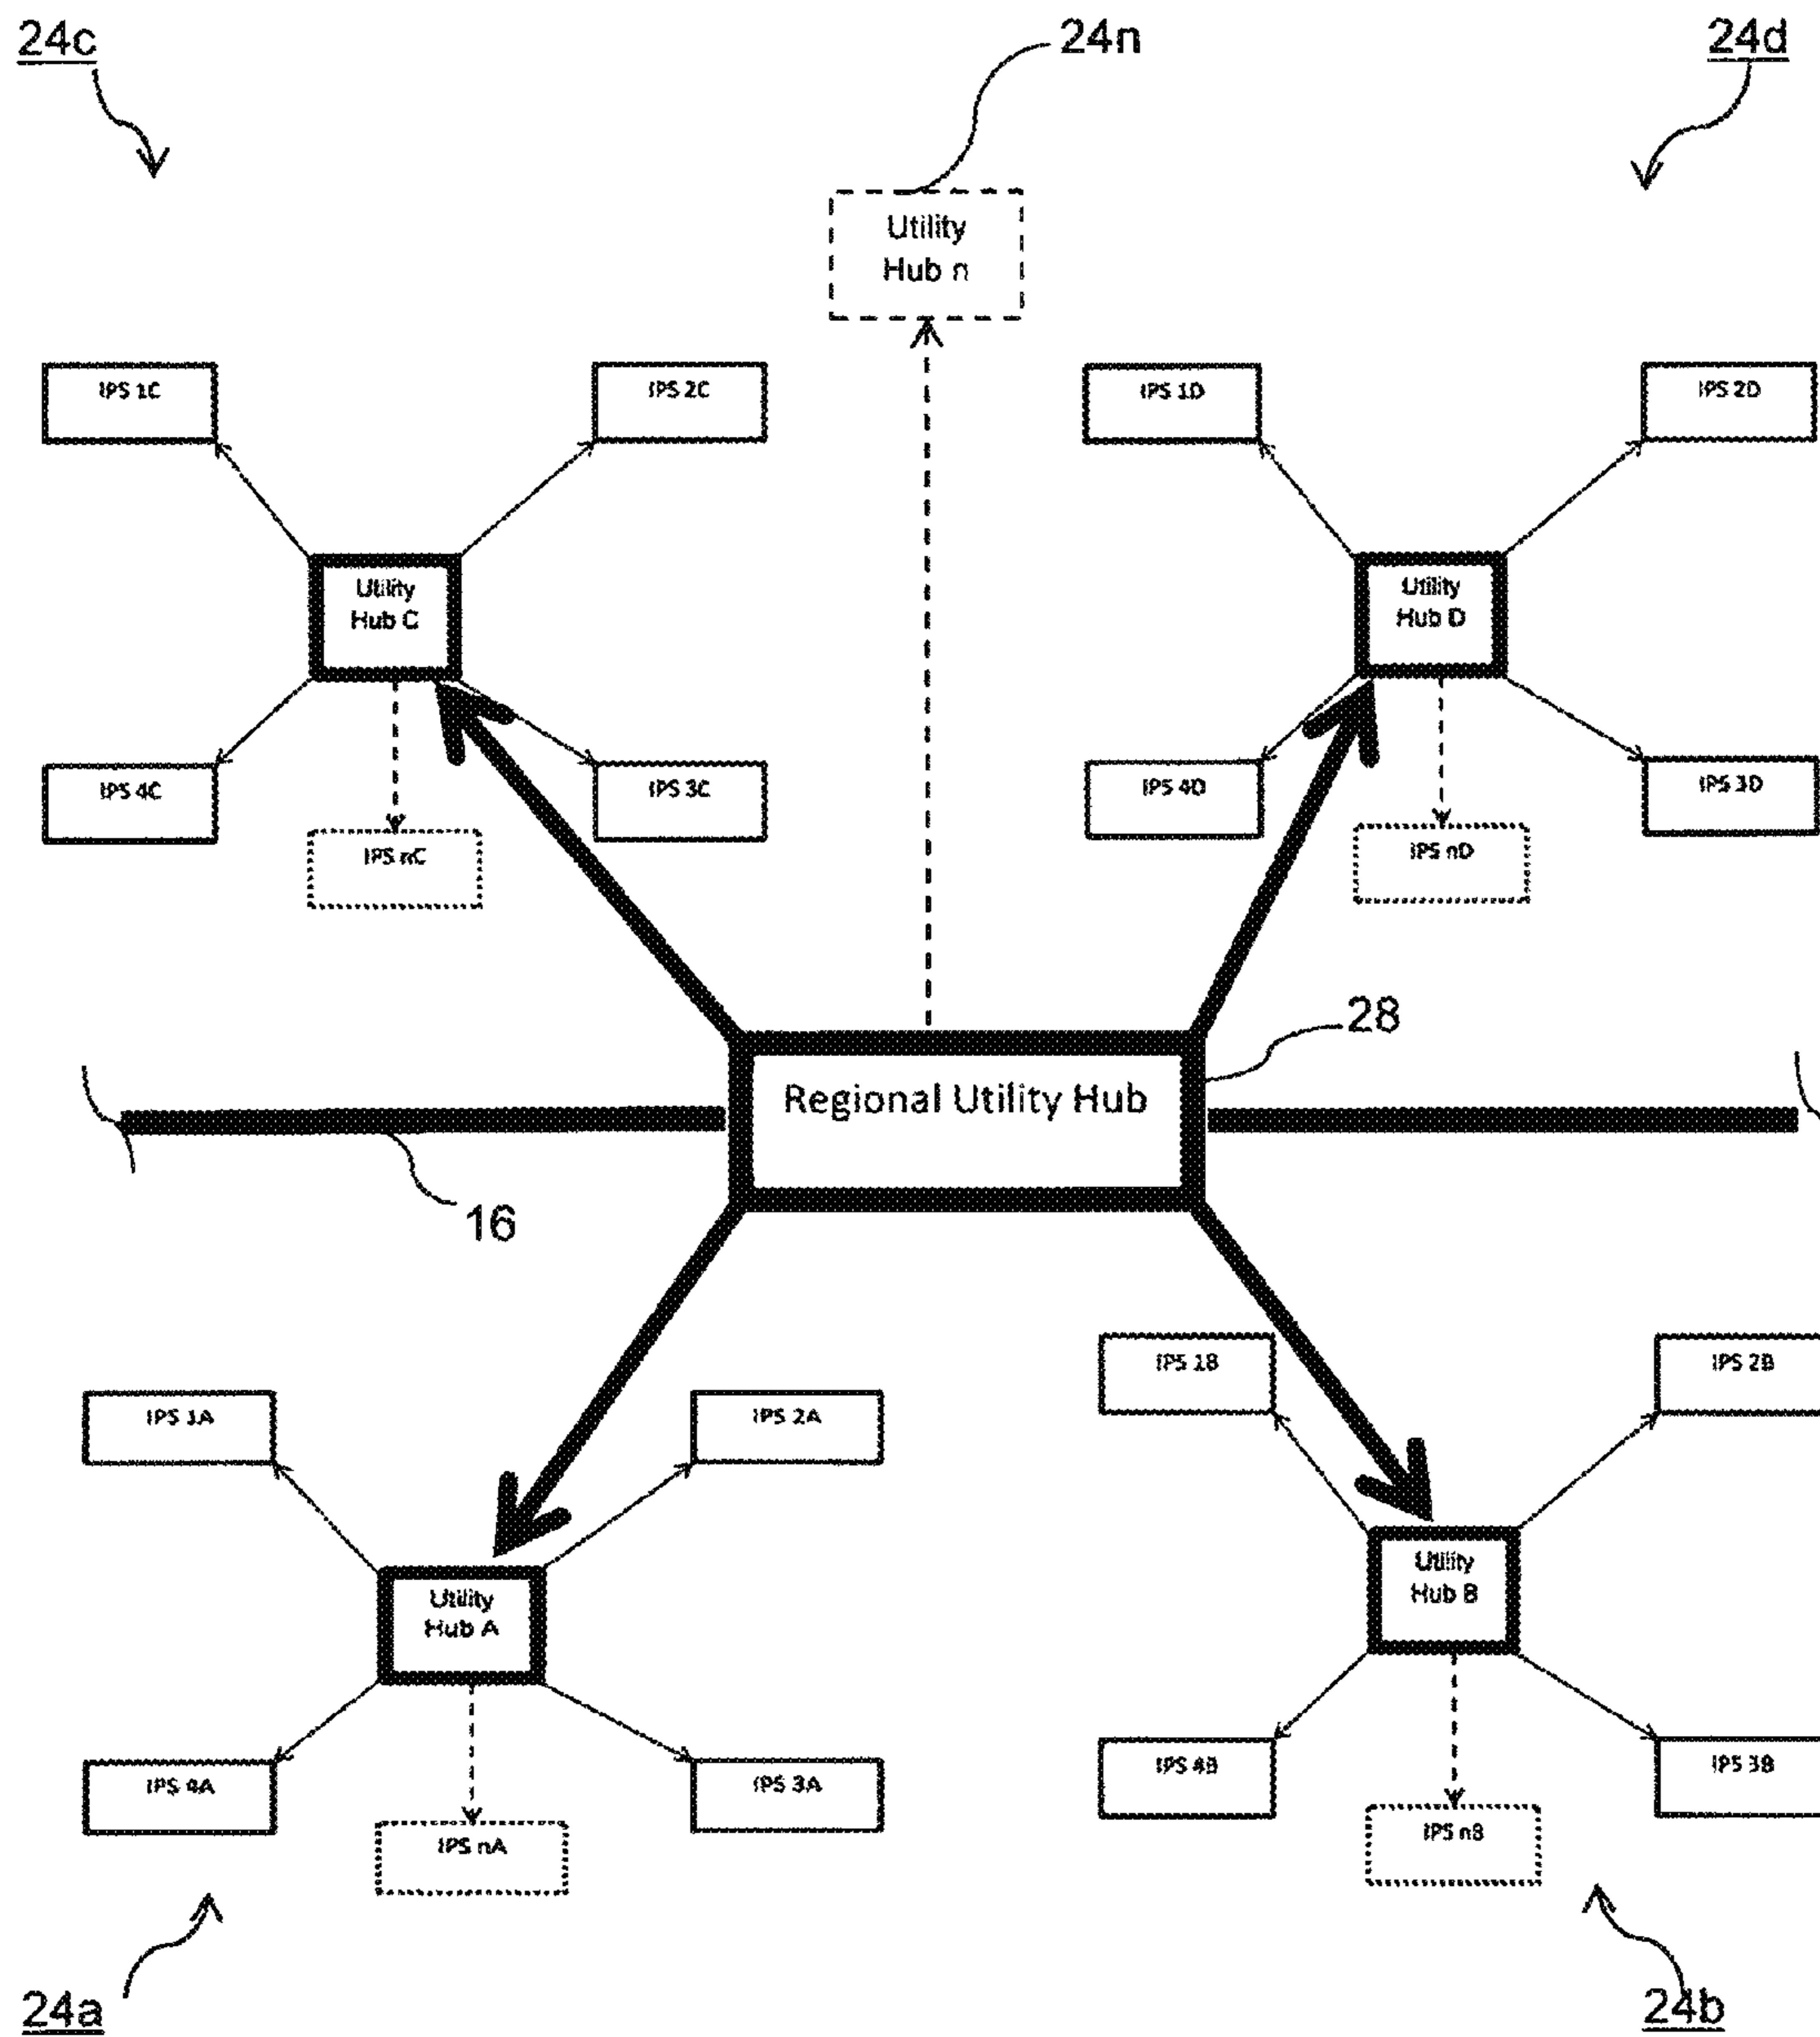 24c
24n
24d
Utility
Hub n
IPS 1C
IPS 2C
IPS 1D
IPS 2D
Utility
Hub C
Utility
Hub D
IPS 4C
IPS 3C
IPS nC
IPS 4D
IPS 3D
IPS nD
28
Regional Utility Hub
16
IPS 1A
IPS 2A
IPS 1B
IPS 2B
Utility
Hub A
Utility
Hub B
IPS 4A
IPS 3A
IPS nA
IPS 4B
IPS 3B
IPS nB
24a
24b